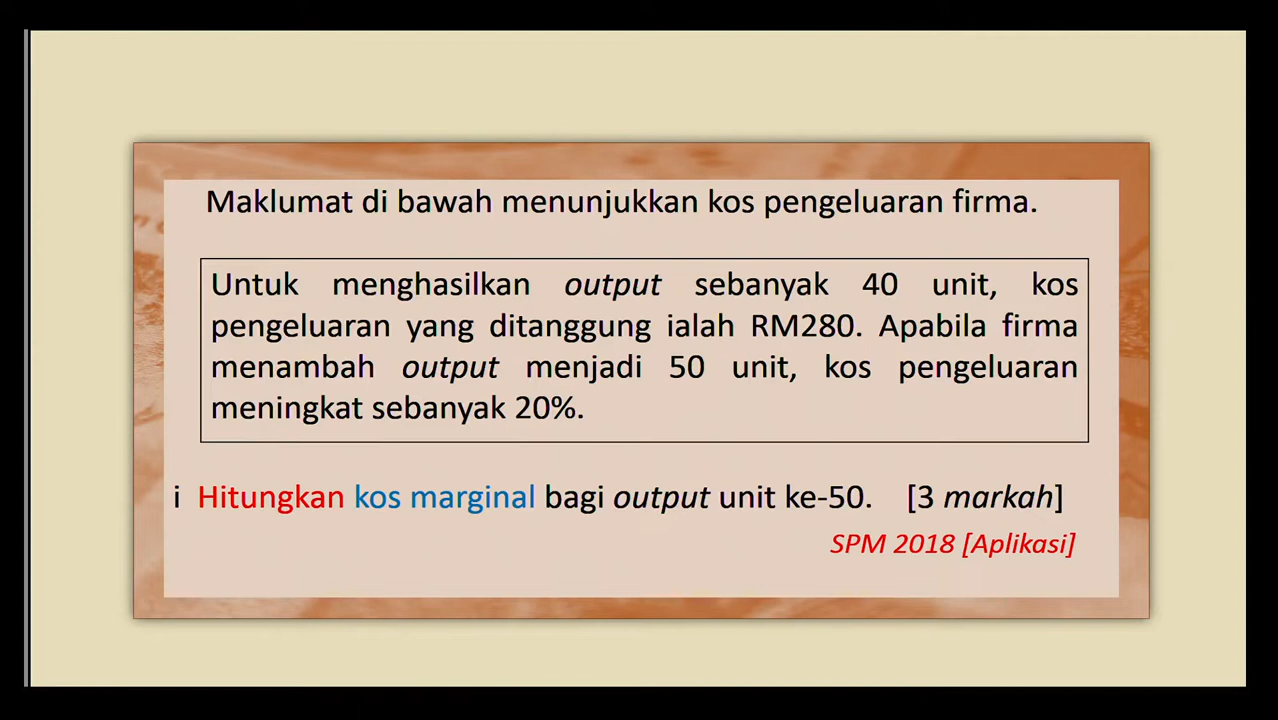 Maklumat di bawah menunjukkan kos pengeluaran firma.
Untuk menghasilkan output sebanyak 40 unit, kos
pengeluaran yang ditanggung ialah RM280. Apabila firma
menambah output menjadi 50 unit, kos pengeluaran
meningkat sebanyak 20%.
i Hitungkan kos marginal bagi output unit ke-50. [3 markah]
SPM 2018 [Aplikasi]